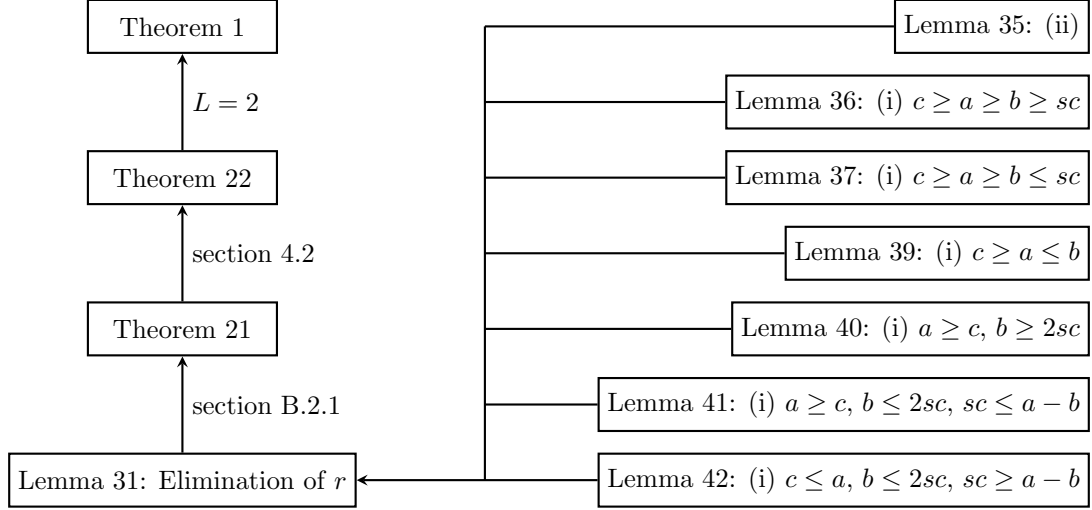 Theorem 1
L = 2
Theorem 22
section 4.2
Theorem 21
section B.2.1
Lemma 31: Elimination of r
Lemma 35: (ii)
Lemma 36: (i) c ≥ a ≥ b ≥ sc
Lemma 37: (i) c ≥ a ≥ b ≤ sc
Lemma 39: (i) c ≥ a ≤ b
Lemma 40: (i) a ≥ c, b ≥ 2sc
Lemma 41: (i) a ≥ c, b ≤ 2sc, sc ≤ a − b
Lemma 42: (i) c ≤ a, b ≤ 2sc, sc ≥ a − b